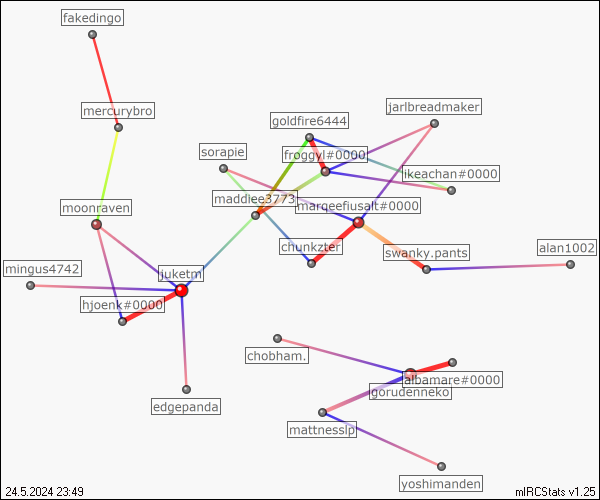 fakedingo
mercurybro
jarlbreadmaker
goldfire6444
sorapie
froggyl#0000
ikeachan#0000
maddiee3773
marqeefiusalt#0000
moonraven
chunkzter
swanky.pants
alan1002
mingus4742
juketm
hjoenk#0000
chobham.
albamare#0000
gorudenneko
edgepanda
mattnesslp
yoshimanden
24.5.2024 23:49
mIRCStats v1.25